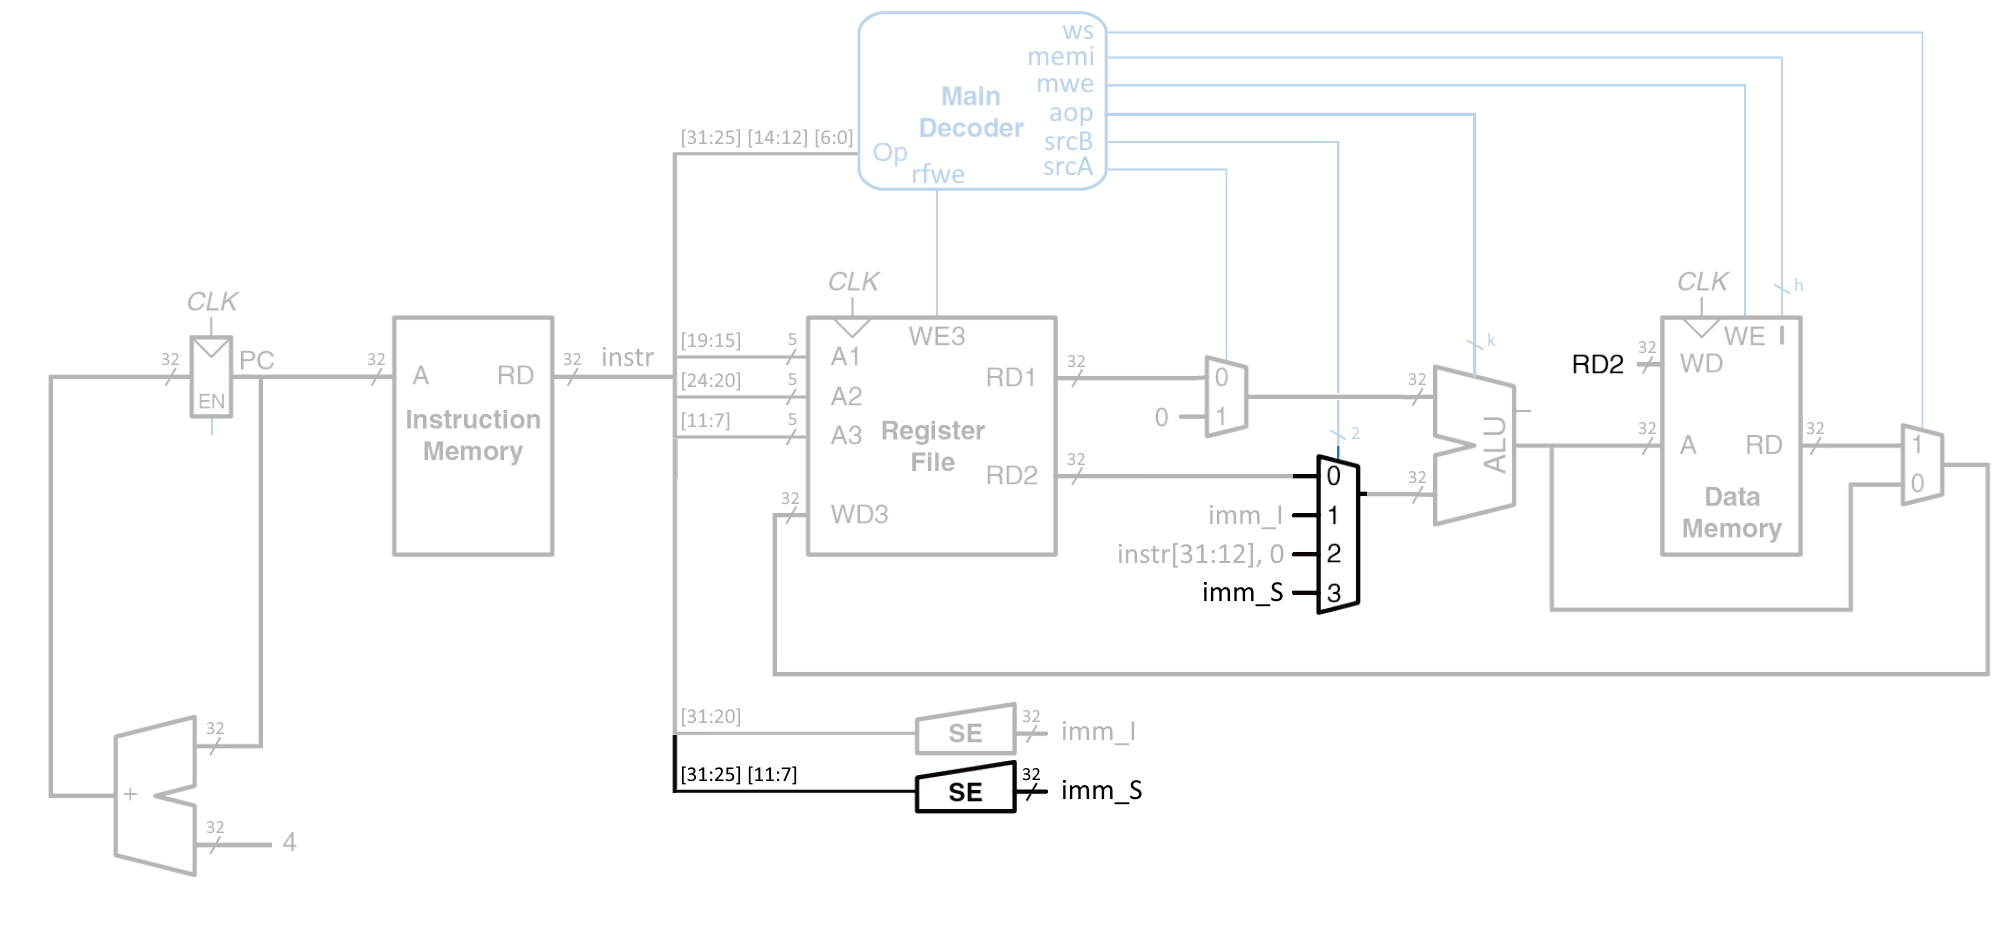 ws
memi
mwe
aop
srcB
srcA
Main
Decoder
Op
rfwe
[31:25] [14:12] [6:0]
CLK
32
PC
EN
32
A
RD
Instruction
Memory
32
instr
[19:15]
5
[24:20]
5
[11:7]
5
CLK
WE3
A1
A2
A3
Register
File
RD1
RD2
WD3
32
32
32
0
1
0
2
0
1
2
3
imm_I
instr[31:12], 0
imm_S
32
32
k
ALU
CLK
h
WE I
RD2
32
WD
32
A
RD
Data
Memory
32
1
0
[31:20]
SE
32
imm_I
[31:25] [11:7]
SE
32
imm_S
32
+
32
4